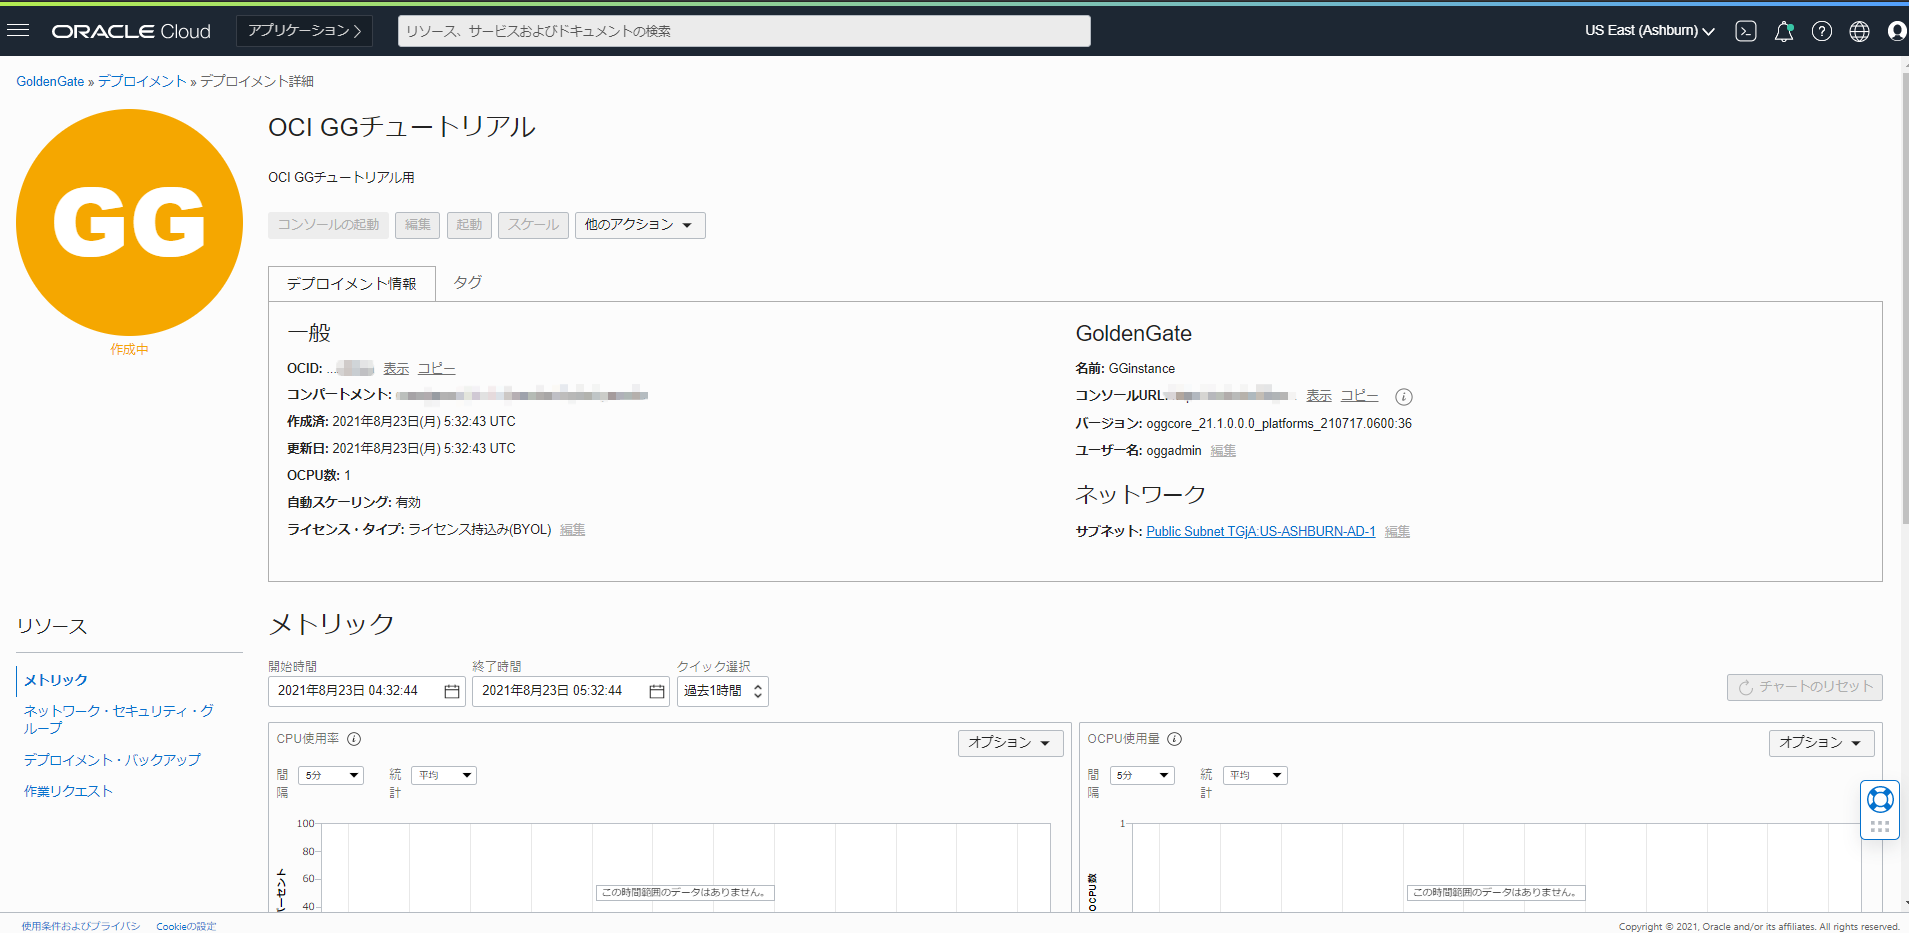 ORACLE Cloud
アプリケーション
リソース、サービスおよびドキュメントの検索
US East (Ashburn)
GoldenGate » デプロイメント » デプロイメント詳細
GG
作成中
OCI GGチュートリアル
OCI GGチュートリアル用
コンソールの起動 編集 起動 スケール 他のアクション
デプロイメント情報 タグ
一般
OCID: ... 表示 コピー
コンパートメント:
作成済: 2021年8月23日(月) 5:32:43 UTC
更新日: 2021年8月23日(月) 5:32:43 UTC
OCPU数: 1
自動スケーリング: 有効
ライセンス・タイプ: ライセンス持込み(BYOL) 編集
GoldenGate
名前: GGinstance
コンソールURL: 表示 コピー
バージョン: oggcore_21.1.0.0.0_platforms_210717.0600:36
ユーザー名: oggadmin 編集
ネットワーク
サブネット: Public Subnet TGjA:US-ASHBURN-AD-1 編集
リソース
メトリック
ネットワーク・セキュリティ・グ
ループ
デプロイメント・バックアップ
作業リクエスト
メトリック
開始時間 終了時間 クイック選択
2021年8月23日 04:32:44 2021年8月23日 05:32:44 過去1時間
チャートのリセット
CPU使用率
オプション
間隔 5分 統計 平均
100
80
60
40
ーセント
この時間範囲のデータはありません。
OCPU使用量
オプション
間隔 5分 統計 平均
1
OCPU数
この時間範囲のデータはありません。
使用条件およびプライバシ Cookieの設定
Copyright © 2021, Oracle and/or its affiliates. All rights reserved.